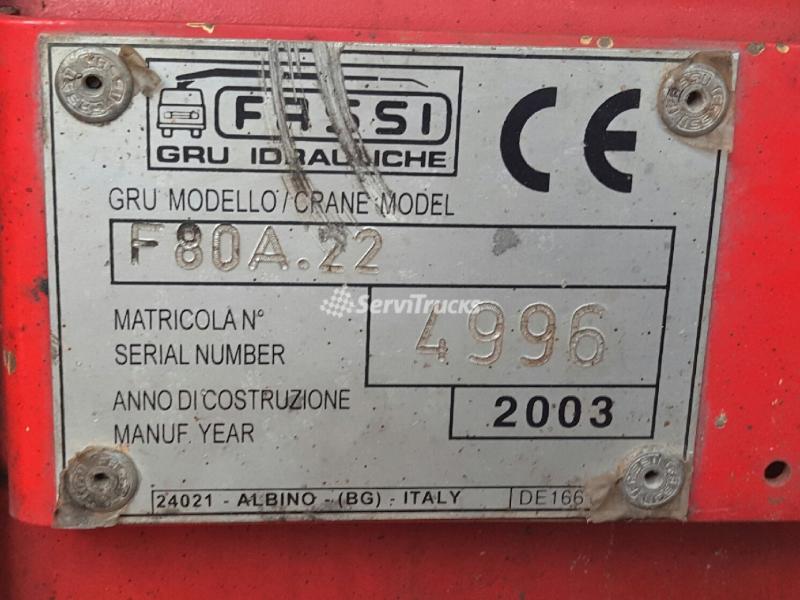 FASSI
GRU IDRAULICHE
CE
GRU MODELLO / CRANE MODEL
F80A.22
MATRICOLA N°
SERIAL NUMBER
4996
ServiTrucks
ANNO DI COSTRUZIONE
MANUF. YEAR
2003
24021 - ALBINO - (BG) - ITALY
DE166